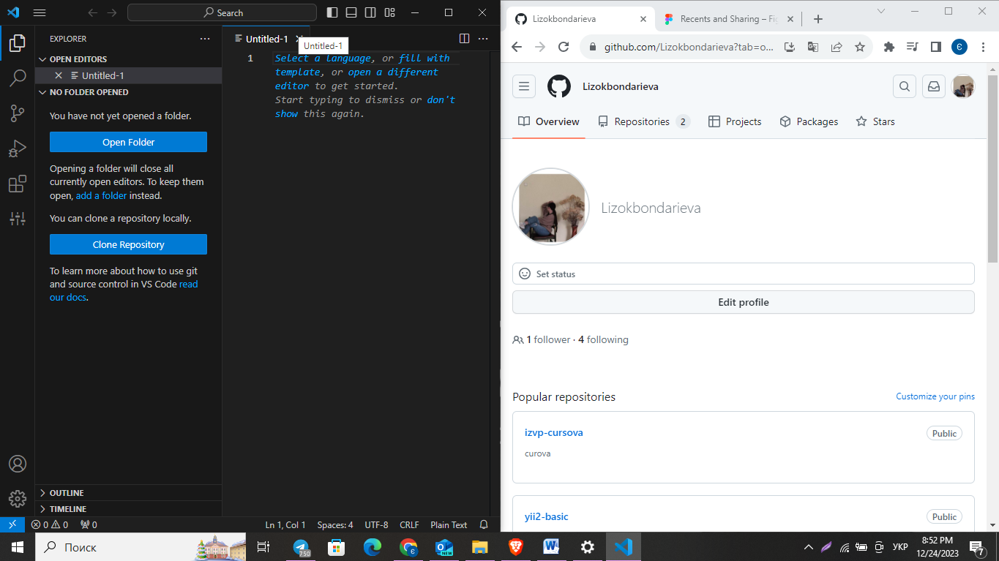 Search
EXPLORER
OPEN EDITORS
Untitled-1
NO FOLDER OPENED
You have not yet opened a folder.
Open Folder
Opening a folder will close all
currently open editors. To keep them
open, add a folder instead.
You can clone a repository locally.
Clone Repository
To learn more about how to use git
and source control in VS Code read
our docs.
OUTLINE
TIMELINE
Untitled-1
Untitled-1
1
Select a language, or fill with
template, or open a different
editor to get started.
Start typing to dismiss or don't
show this again.
0 0 0
Ln 1, Col 1 Spaces: 4 UTF-8 CRLF Plain Text
Lizokbondarieva
Recents and Sharing – Fig
github.com/Lizokbondarieva?tab=o...
Є
Lizokbondarieva
Overview Repositories 2 Projects Packages Stars
Lizokbondarieva
Set status
Edit profile
1 follower · 4 following
Popular repositories
Customize your pins
izvp-cursova
Public
curova
yii2-basic
Public
Поиск
750
NEW
УКР
8:52 PM
12/24/2023
7